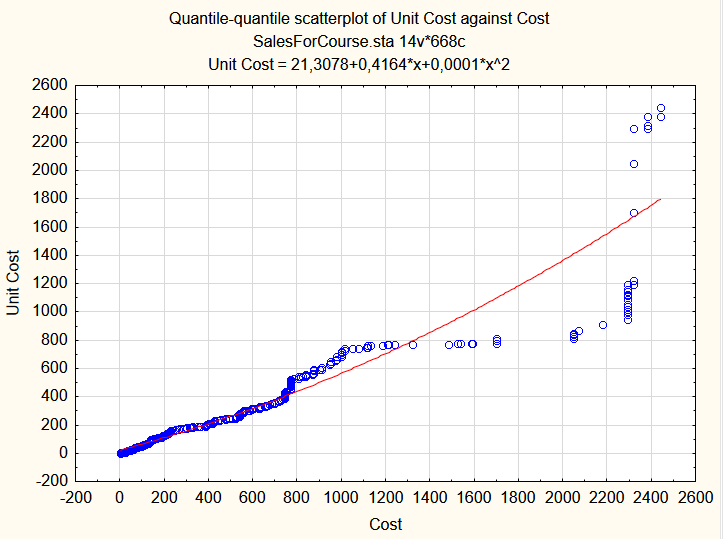 Quantile-quantile scatterplot of Unit Cost against Cost
SalesForCourse.sta 14v*668c
Unit Cost = 21,3078+0,4164*x+0,0001*x^2
2600
2400
2200
2000
1800
1600
1400
1200
1000
800
600
400
200
0
-200
Unit Cost
-200 0 200 400 600 800 1000 1200 1400 1600 1800 2000 2200 2400 2600
Cost